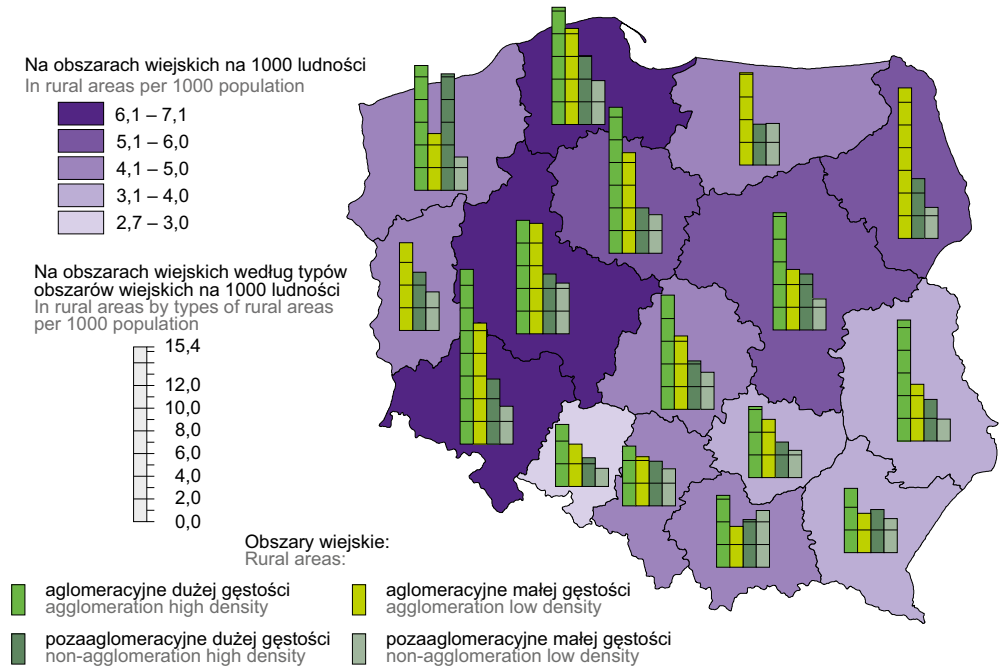 Na obszarach wiejskich na 1000 ludności
In rural areas per 1000 population
6,1 – 7,1
5,1 – 6,0
4,1 – 5,0
3,1 – 4,0
2,7 – 3,0
Na obszarach wiejskich według typów
obszarów wiejskich na 1000 ludności
In rural areas by types of rural areas
per 1000 population
15,4
12,0
10,0
8,0
6,0
4,0
2,0
0,0
Obszary wiejskie:
Rural areas:
aglomeracyjne dużej gęstości
agglomeration high density
aglomeracyjne małej gęstości
agglomeration low density
pozaaglomeracyjne dużej gęstości
non-agglomeration high density
pozaaglomeracyjne małej gęstości
non-agglomeration low density